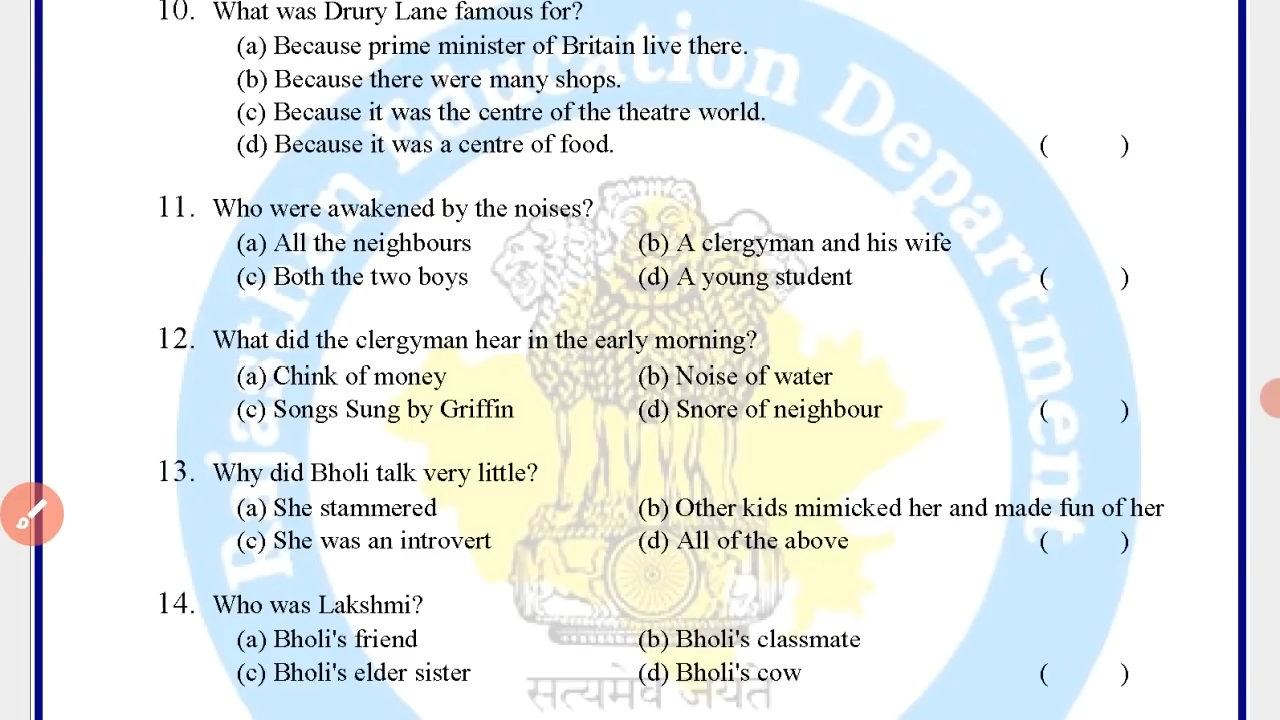 10. What was Drury Lane famous for?
(a) Because prime minister of Britain live there.
(b) Because there were many shops.
(c) Because it was the centre of the theatre world.
(d) Because it was a centre of food. ( )
11. Who were awakened by the noises?
(a) All the neighbours (b) A clergyman and his wife
(c) Both the two boys (d) A young student ( )
12. What did the clergyman hear in the early morning?
(a) Chink of money (b) Noise of water
(c) Songs Sung by Griffin (d) Snore of neighbour ( )
13. Why did Bholi talk very little?
(a) She stammered (b) Other kids mimicked her and made fun of her
(c) She was an introvert (d) All of the above ( )
14. Who was Lakshmi?
(a) Bholi's friend (b) Bholi's classmate
(c) Bholi's elder sister (d) Bholi's cow ( )
Rajasthan Education Department
सत्यमेव जयते